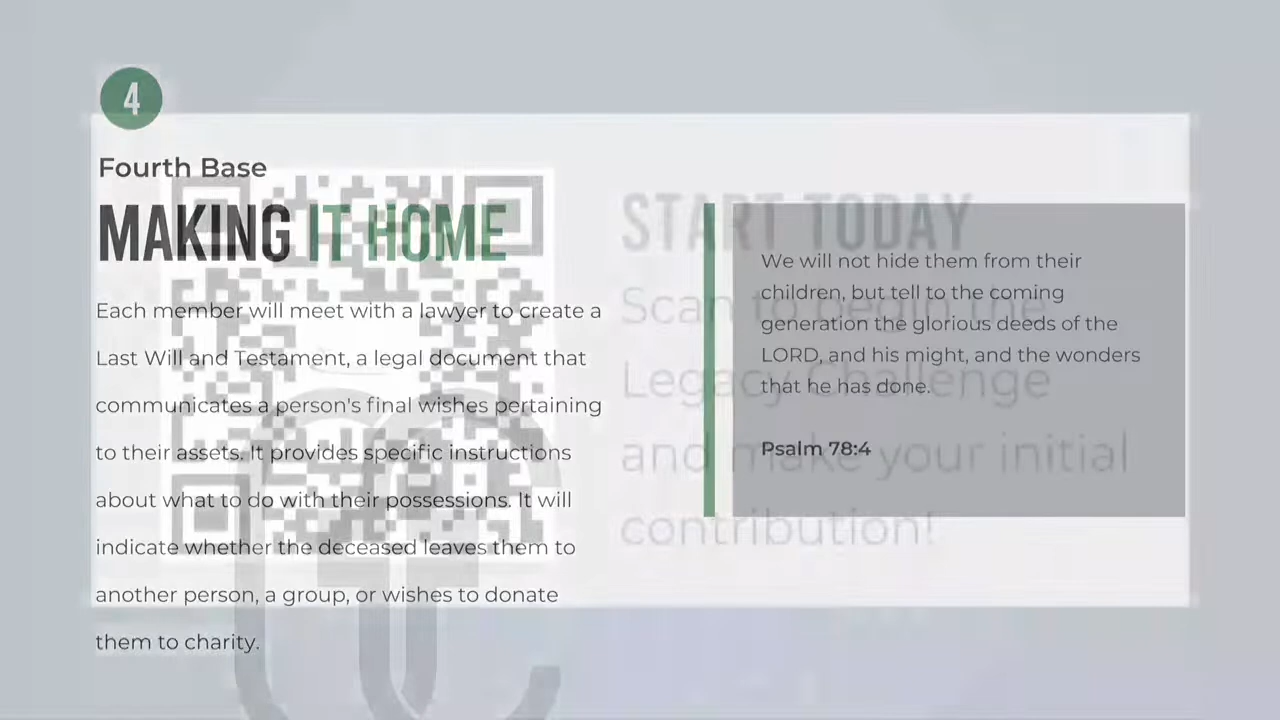 4
Fourth Base
MAKING IT HOME
Each member will meet with a lawyer to create a
Last Will and Testament, a legal document that
communicates a person's final wishes pertaining
to their assets. It provides specific instructions
about what to do with their possessions. It will
indicate whether the deceased leaves them to
another person, a group, or wishes to donate
them to charity.
We will not hide them from their
children, but tell to the coming
generation the glorious deeds of the
LORD, and his might, and the wonders
that he has done.
Psalm 78:4
START TODAY
Scan to begin the
Legacy Challenge
and make your initial
contribution!